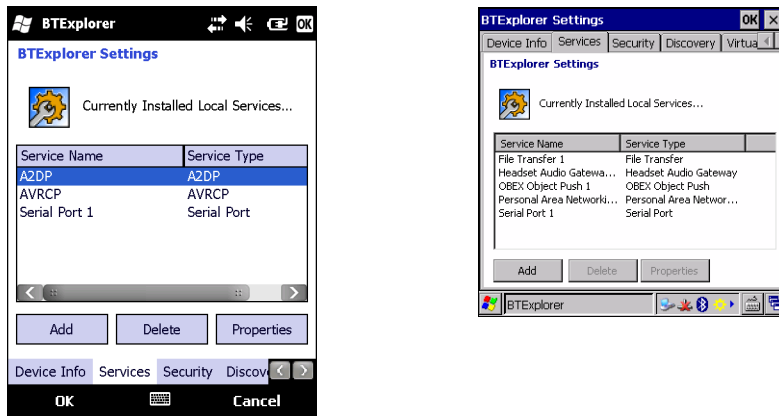 BTExplorer
OK
BTExplorer Settings
Currently Installed Local Services...
Service Name Service Type
A2DP A2DP
AVRCP AVRCP
Serial Port 1 Serial Port
Add Delete Properties
Device Info Services Security Discov
OK Cancel
BTExplorer Settings OK
Device Info Services Security Discovery Virtua
BTExplorer Settings
Currently Installed Local Services...
Service Name Service Type
File Transfer 1 File Transfer
Headset Audio Gatewa... Headset Audio Gateway
OBEX Object Push 1 OBEX Object Push
Personal Area Networki... Personal Area Networ...
Serial Port 1 Serial Port
Add Delete Properties
BTExplorer